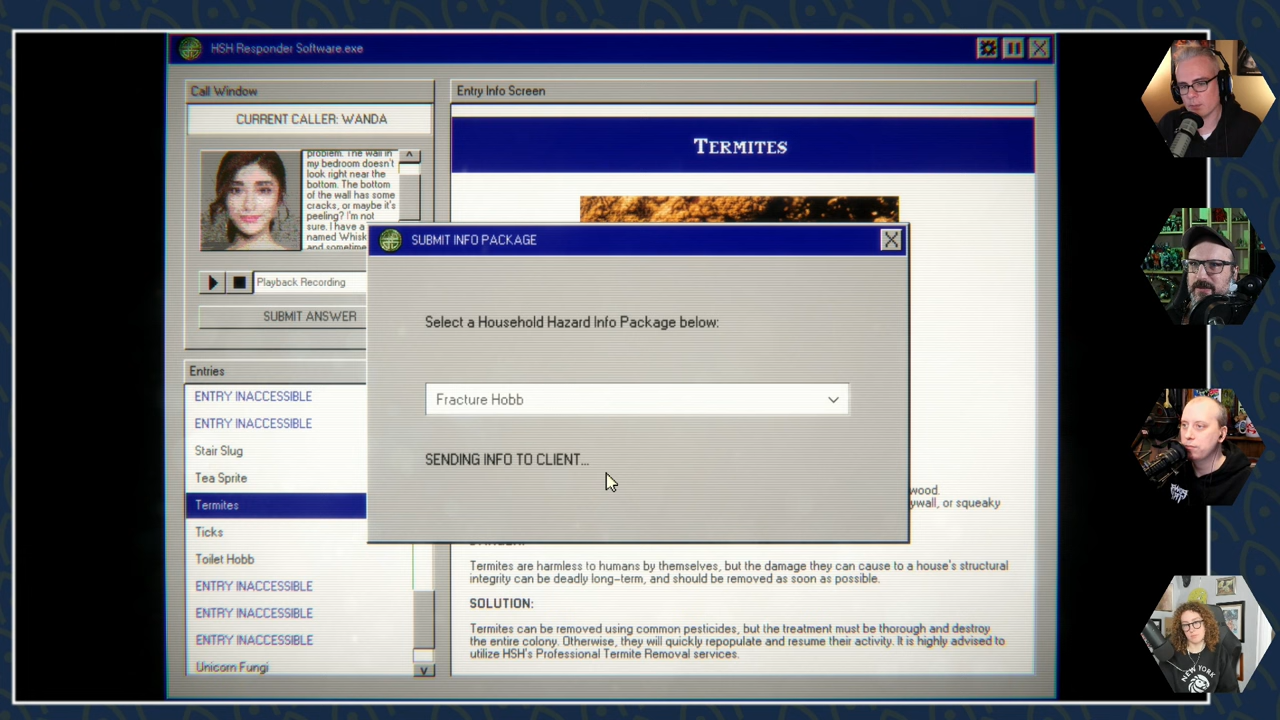 HSH Responder Software.exe
Call Window
CURRENT CALLER: WANDA
problem. The wall in
my bedroom doesn't
look right near the
bottom. The bottom
of the wall has some
cracks, or maybe it's
peeling? I'm not
sure. I have a
named Whisk
and sometime
Playback Recording
SUBMIT ANSWER
Entries
ENTRY INACCESSIBLE
ENTRY INACCESSIBLE
Stair Slug
Tea Sprite
Termites
Ticks
Toilet Hobb
ENTRY INACCESSIBLE
ENTRY INACCESSIBLE
ENTRY INACCESSIBLE
Unicorn Fungi
Entry Info Screen
TERMITES
SUBMIT INFO PACKAGE
Select a Household Hazard Info Package below:
Fracture Hobb
SENDING INFO TO CLIENT...
wood.
ywall, or squeaky
Termites are harmless to humans by themselves, but the damage they can cause to a house's structural
integrity can be deadly long-term, and should be removed as soon as possible.
SOLUTION:
Termites can be removed using common pesticides, but the treatment must be thorough and destroy
the entire colony. Otherwise, they will quickly repopulate and resume their activity. It is highly advised to
utilize HSH's Professional Termite Removal services.
NEW YORK